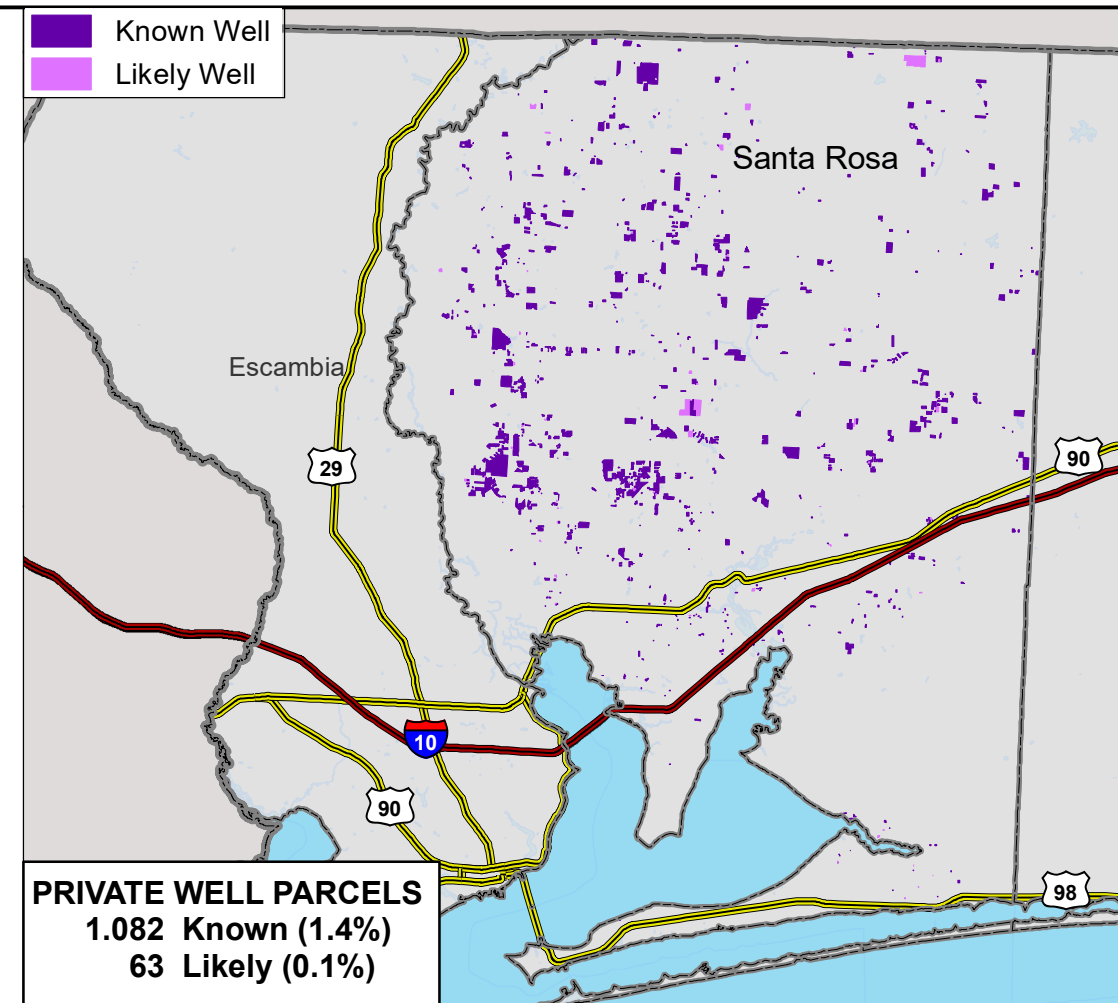 Known Well
Likely Well
Santa Rosa
Escambia
29
90
10
90
98
PRIVATE WELL PARCELS
1.082 Known (1.4%)
63 Likely (0.1%)